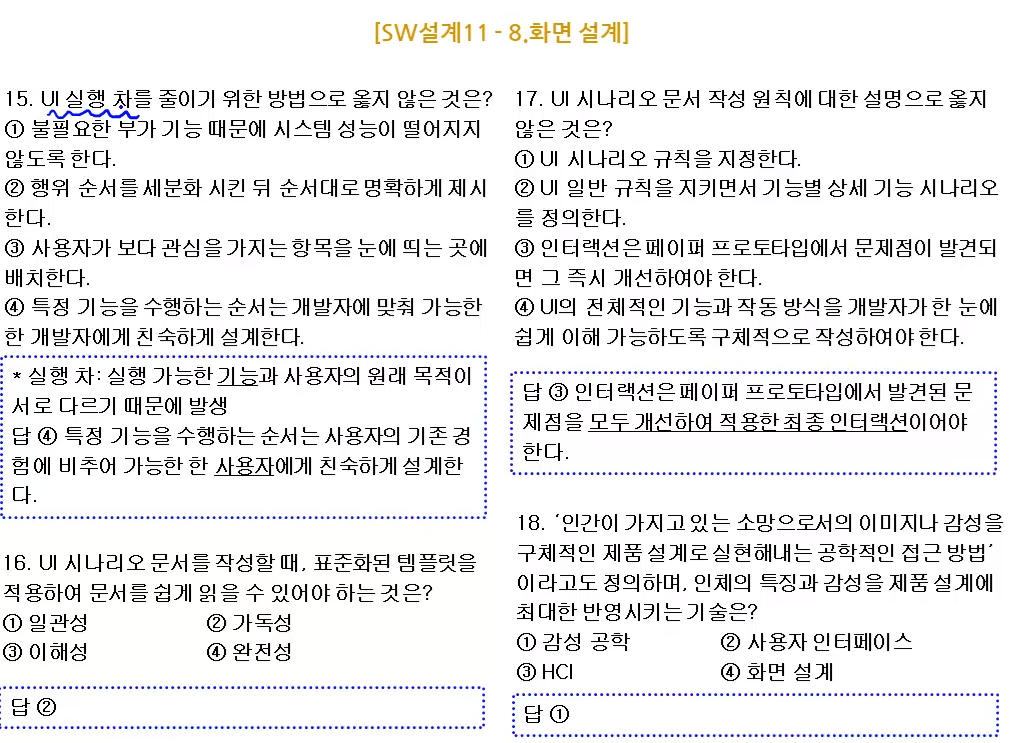 [SW설계11 - 8.화면 설계]
15. UI 실행 차를 줄이기 위한 방법으로 옳지 않은 것은?
① 불필요한 부가 기능 때문에 시스템 성능이 떨어지지
않도록 한다.
② 행위 순서를 세분화 시킨 뒤 순서대로 명확하게 제시
한다.
③ 사용자가 보다 관심을 가지는 항목을 눈에 띄는 곳에
배치한다.
④ 특정 기능을 수행하는 순서는 개발자에 맞춰 가능한
한 개발자에게 친숙하게 설계한다.
* 실행 차: 실행 가능한 기능과 사용자의 원래 목적이
서로 다르기 때문에 발생
답 ④ 특정 기능을 수행하는 순서는 사용자의 기존 경
험에 비추어 가능한 한 사용자에게 친숙하게 설계한
다.
16. UI 시나리오 문서를 작성할 때, 표준화된 템플릿을
적용하여 문서를 쉽게 읽을 수 있어야 하는 것은?
① 일관성 ② 가독성
③ 이해성 ④ 완전성
답 ②
17. UI 시나리오 문서 작성 원칙에 대한 설명으로 옳지
않은 것은?
① UI 시나리오 규칙을 지정한다.
② UI 일반 규칙을 지키면서 기능별 상세 기능 시나리오
를 정의한다.
③ 인터랙션은 페이퍼 프로토타입에서 문제점이 발견되
면 그 즉시 개선하여야 한다.
④ UI의 전체적인 기능과 작동 방식을 개발자가 한 눈에
쉽게 이해 가능하도록 구체적으로 작성하여야 한다.
답 ③ 인터랙션은 페이퍼 프로토타입에서 발견된 문
제점을 모두 개선하여 적용한 최종 인터랙션이어야
한다.
18. ‘인간이 가지고 있는 소망으로서의 이미지나 감성을
구체적인 제품 설계로 실현해내는 공학적인 접근 방법’
이라고도 정의하며, 인체의 특징과 감성을 제품 설계에
최대한 반영시키는 기술은?
① 감성 공학 ② 사용자 인터페이스
③ HCI ④ 화면 설계
답 ①